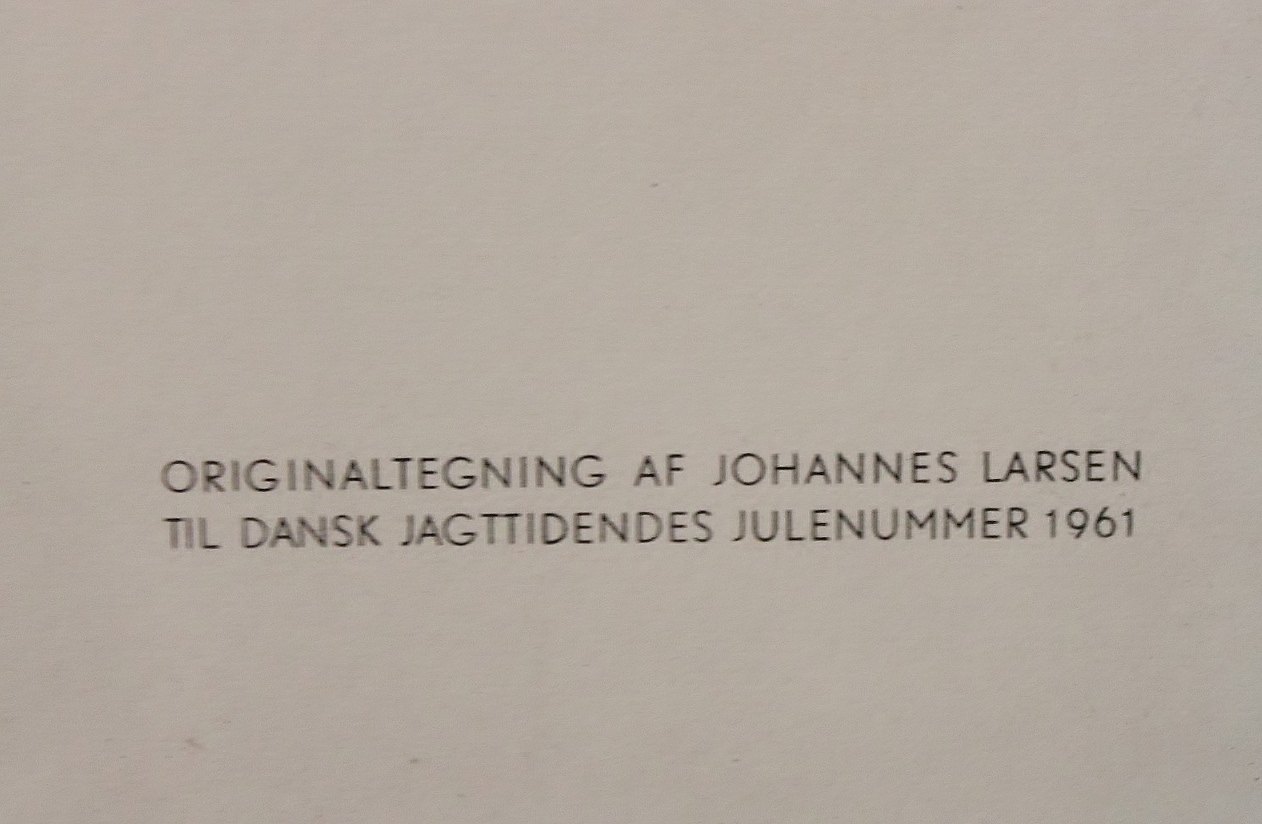 ORIGINALTEGNING AF JOHANNES LARSEN
TIL DANSK JAGTTIDENDES JULENUMMER 1961